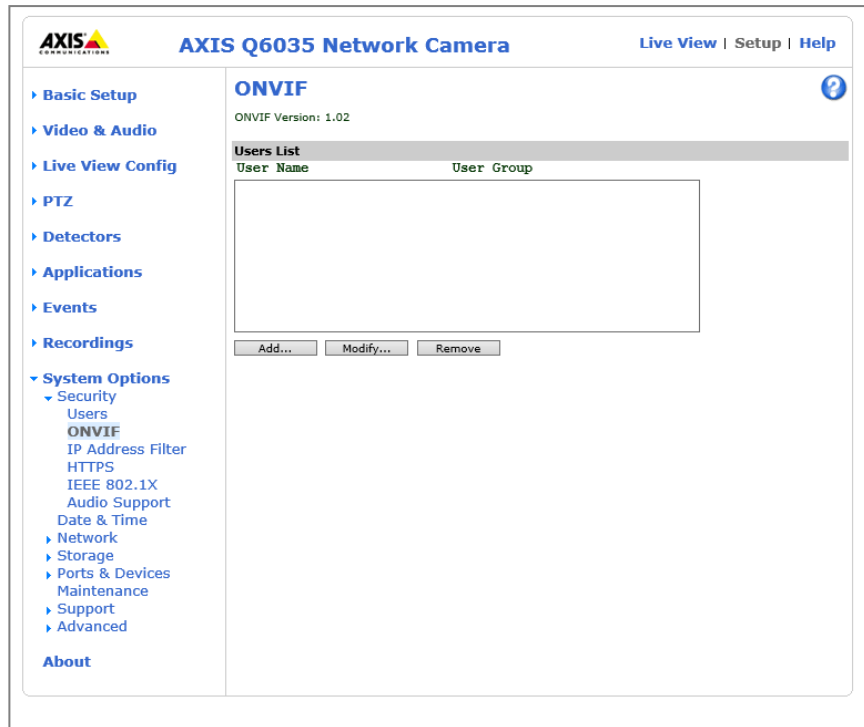 AXIS
COMMUNICATIONS
AXIS Q6035 Network Camera
Live View | Setup | Help
Basic Setup
Video & Audio
Live View Config
PTZ
Detectors
Applications
Events
Recordings
System Options
Security
Users
ONVIF
IP Address Filter
HTTPS
IEEE 802.1X
Audio Support
Date & Time
Network
Storage
Ports & Devices
Maintenance
Support
Advanced
About
ONVIF
?
ONVIF Version: 1.02
Users List
User Name User Group
Add... Modify... Remove